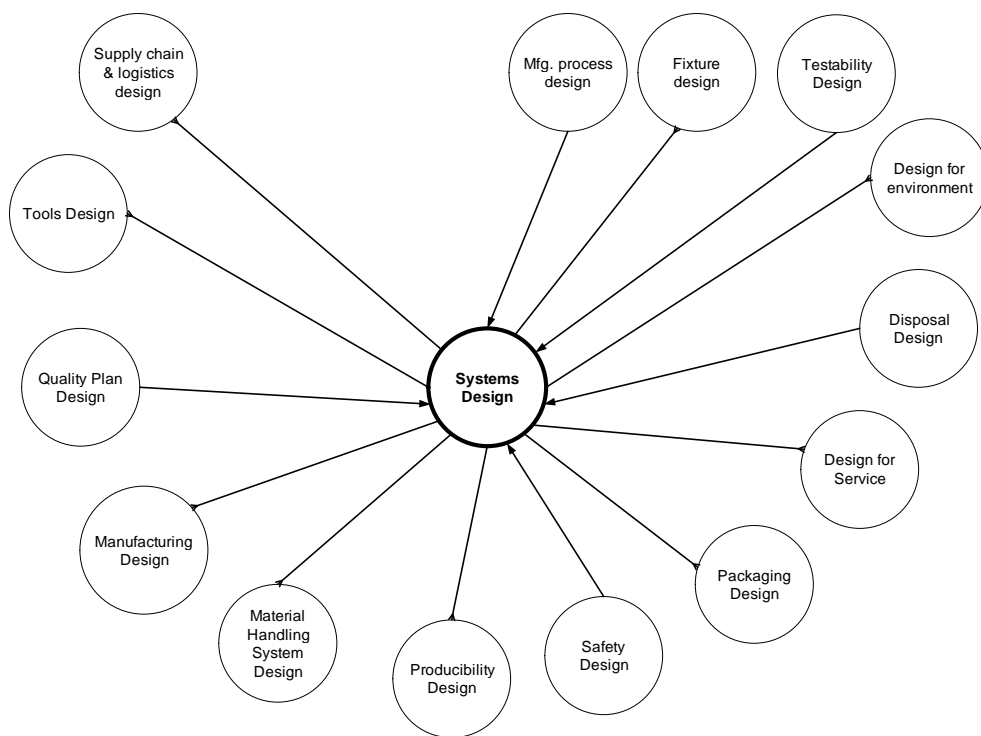 Supply chain
& logistics
design
Mfg. process
design
Fixture
design
Testability
Design
Design for
environment
Tools Design
Disposal
Design
Systems
Design
Quality Plan
Design
Design for
Service
Manufacturing
Design
Packaging
Design
Material
Handling
System
Design
Safety
Design
Producibility
Design